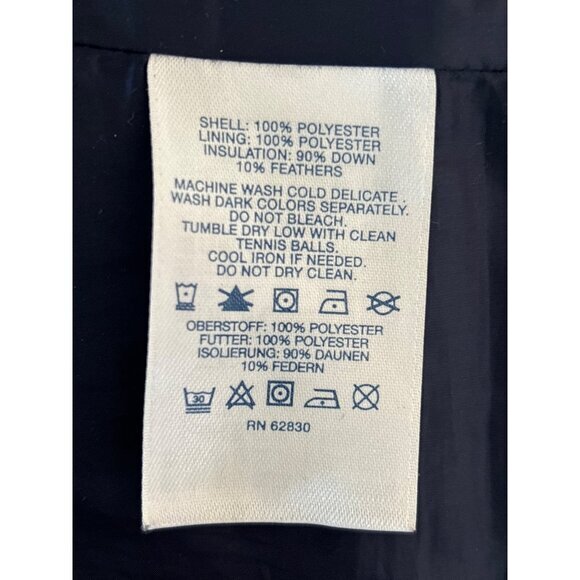 SHELL: 100% POLYESTER
LINING: 100% POLYESTER
INSULATION: 90% DOWN
10% FEATHERS
MACHINE WASH COLD DELICATE.
WASH DARK COLORS SEPARATELY.
DO NOT BLEACH.
TUMBLE DRY LOW WITH CLEAN
TENNIS BALLS.
COOL IRON IF NEEDED.
DO NOT DRY CLEAN.
OBERSTOFF: 100% POLYESTER
FUTTER: 100% POLYESTER
ISOLIERUNG: 90% DAUNEN
10% FEDERN
30
RN 62830